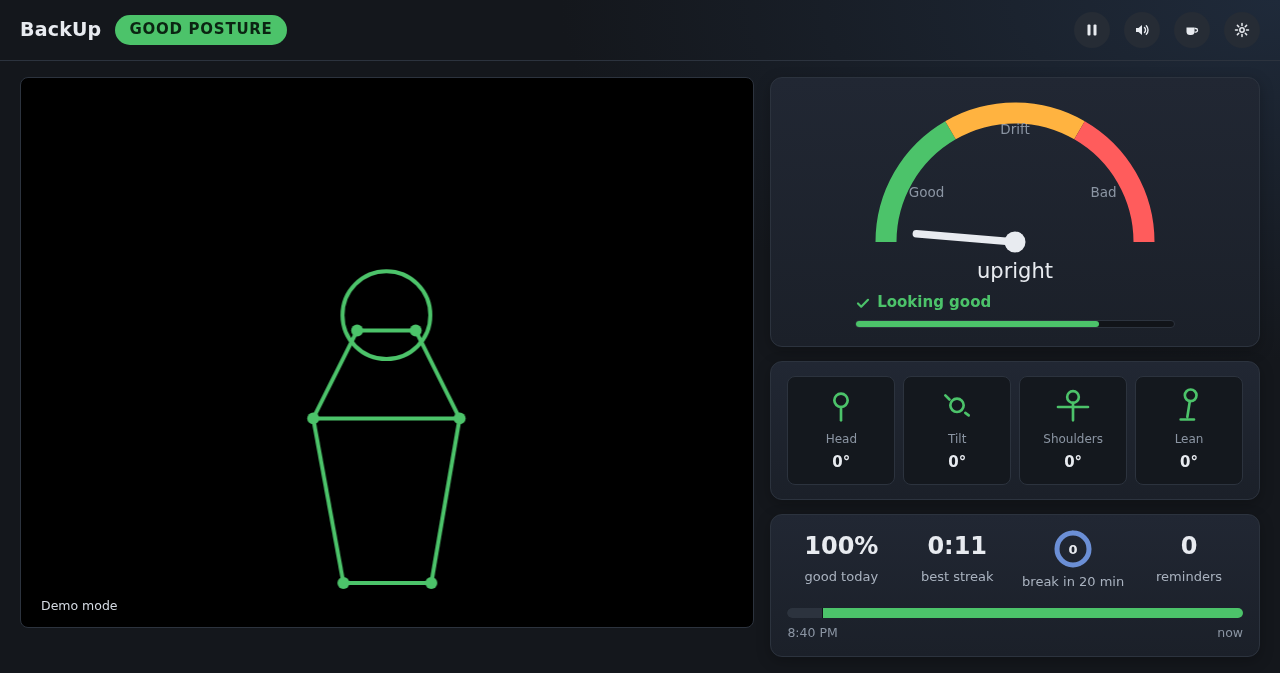 BackUp
GOOD POSTURE
Demo mode
Drift
Good
Bad
upright
Looking good
Head
Tilt
Shoulders
Lean
0°
0°
0°
0°
100%
0:11
0
0
good today
best streak
break in 20 min
reminders
8:40 PM
now